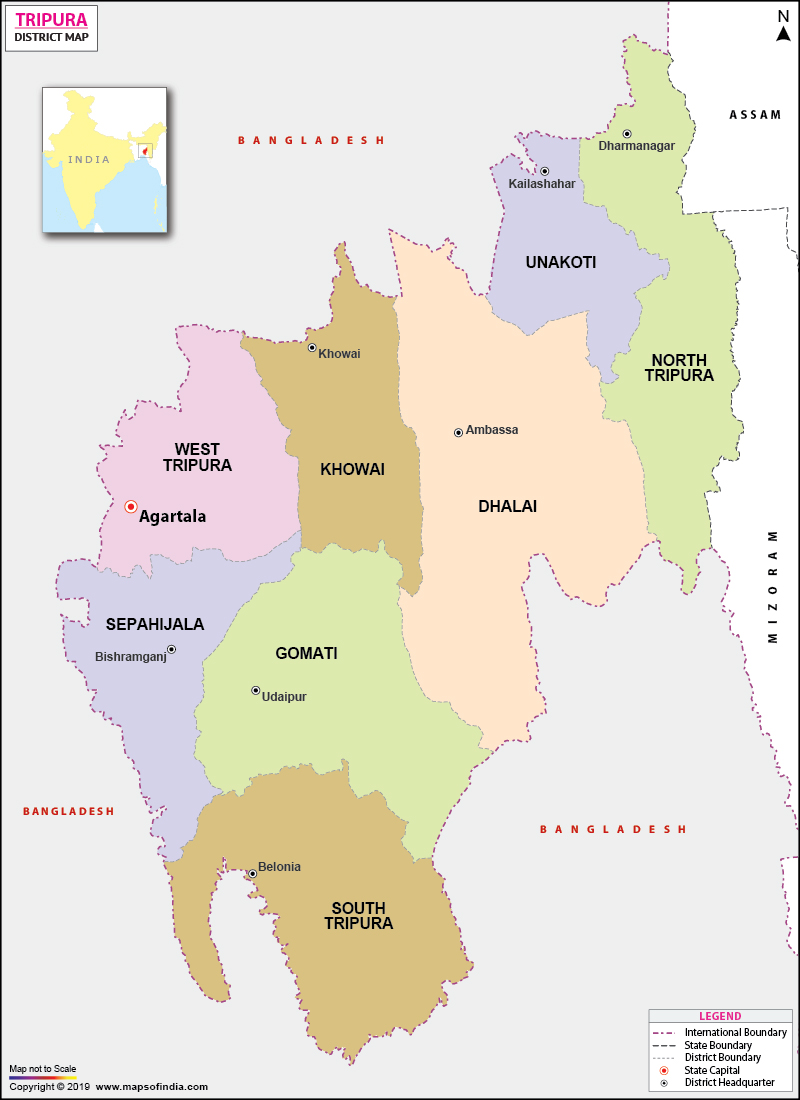 TRIPURA
DISTRICT MAP
N
ASSAM
BANGLADESH
INDIA
Dharmanagar
Kailashahar
UNAKOTI
Khowai
NORTH
TRIPURA
Ambassa
WEST
TRIPURA
KHOWAI
DHALAI
Agartala
MIZORAM
SEPAHIJALA
Bishramganj
GOMATI
Udaipur
BANGLADESH
BANGLADESH
Belonia
SOUTH
TRIPURA
LEGEND
International Boundary
State Boundary
District Boundary
State Capital
District Headquarter
Map not to Scale
Copyright © 2019 www.mapsofindia.com